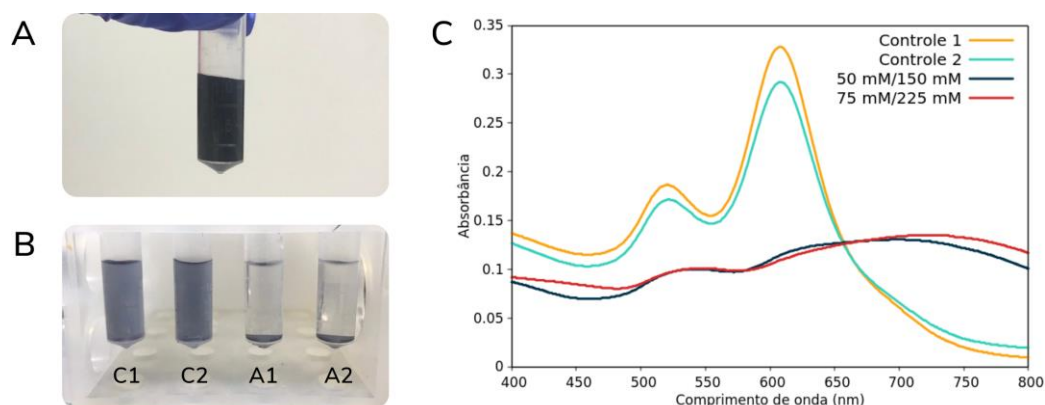 A
B
C1 C2 A1 A2
C
Controle 1
Controle 2
50 mM/150 mM
75 mM/225 mM
Absorbância
0.35
0.3
0.25
0.2
0.15
0.1
0.05
0
400 450 500 550 600 650 700 750 800
Comprimento de onda (nm)